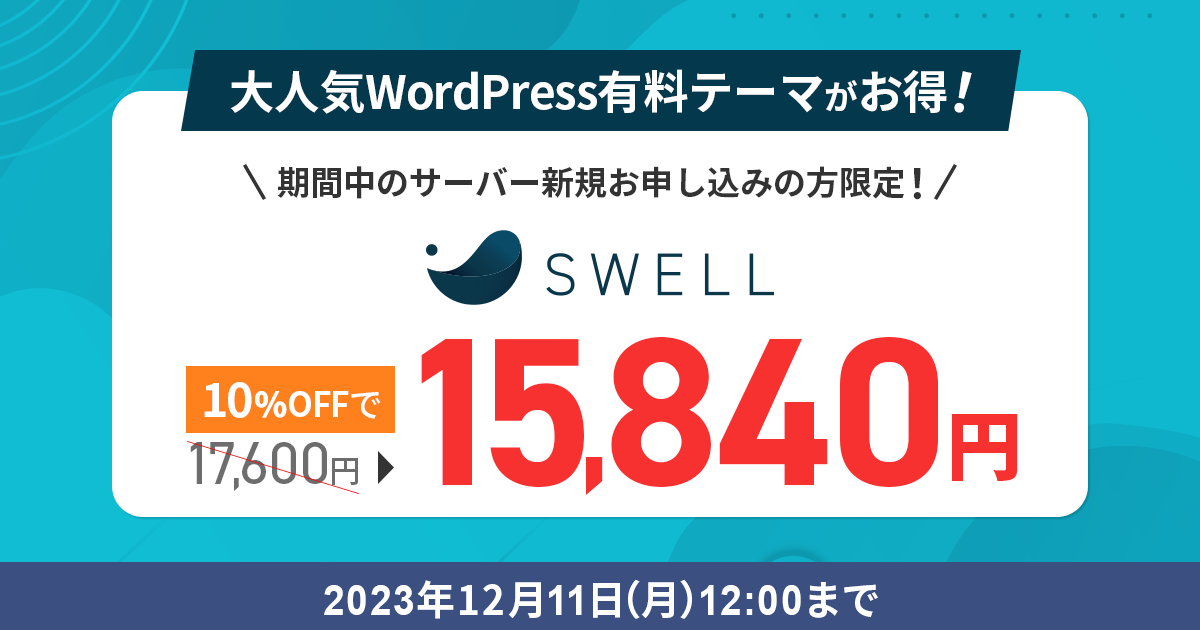 大人気WordPress有料テーマがお得!
\ 期間中のサーバー新規お申し込みの方限定! /
SWELL
10%OFFで
17,600円
15,840円
2023年12月11日(月)12:00まで